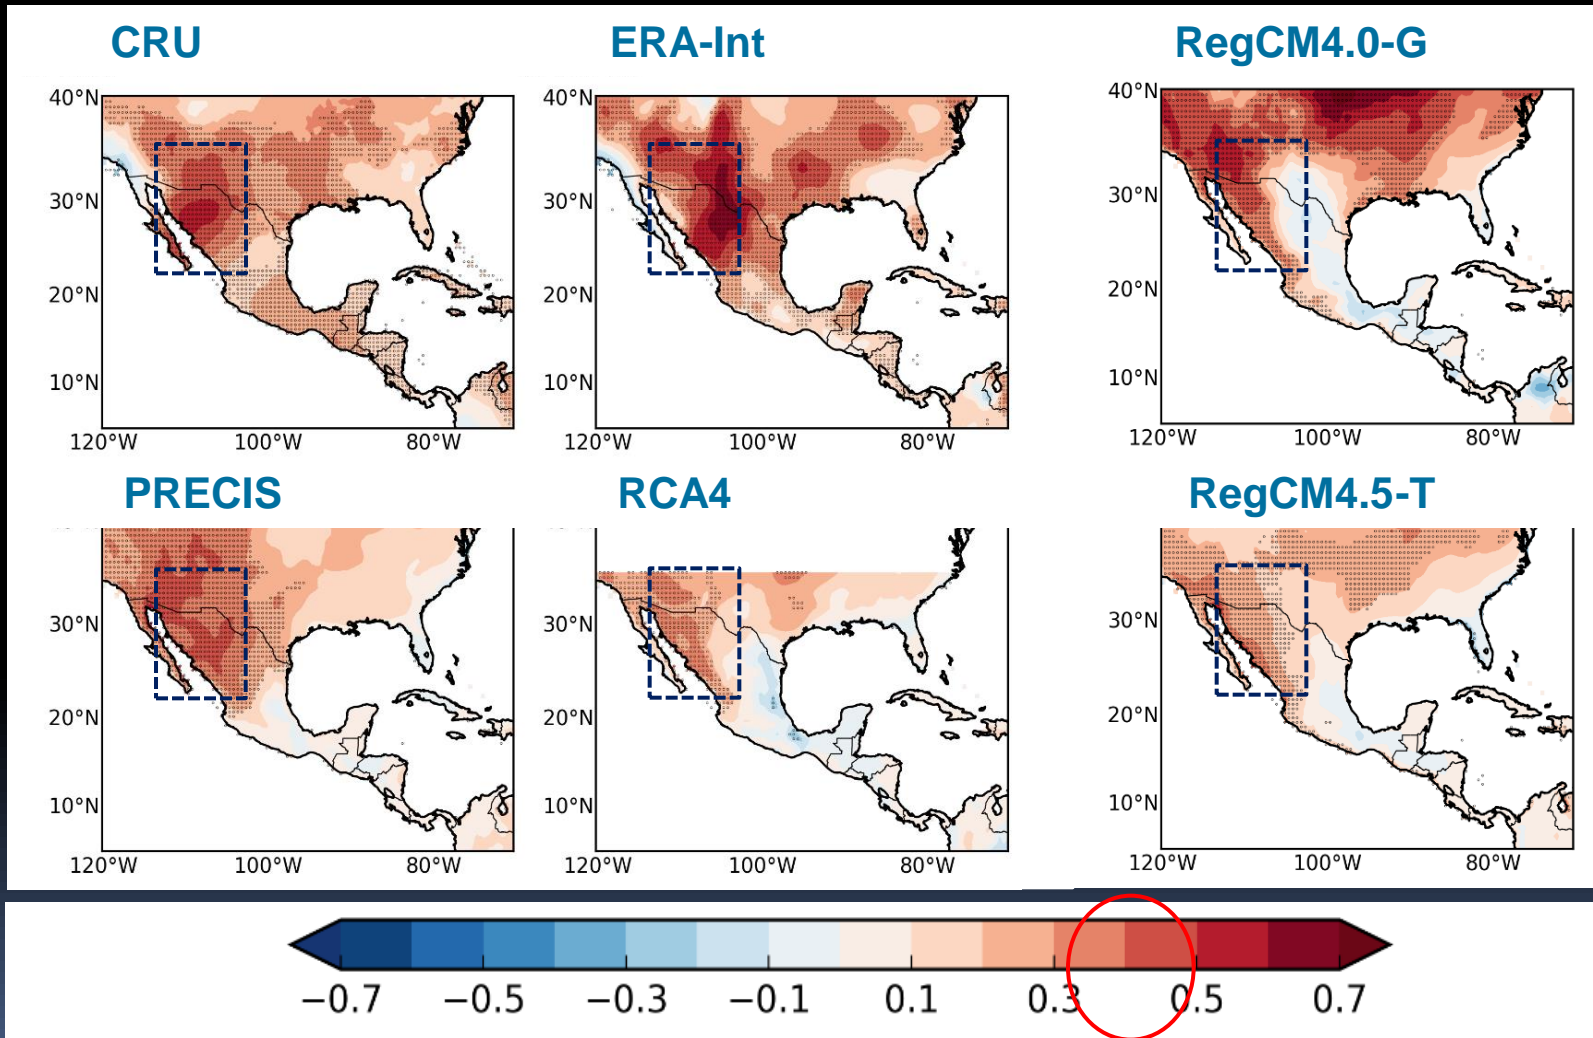 CRU ERA-Int RegCM4.0-G
40°N 40°N 40°N
30°N 30°N 30°N
20°N 20°N 20°N
10°N 10°N 10°N
120°W 100°W 80°W 120°W 100°W 80°W 120°W 100°W 80°W
PRECIS RCA4 RegCM4.5-T
30°N 30°N 30°N
20°N 20°N 20°N
10°N 10°N 10°N
120°W 100°W 80°W 120°W 100°W 80°W 120°W 100°W 80°W
−0.7 −0.5 −0.3 −0.1 0.1 0.3 0.5 0.7